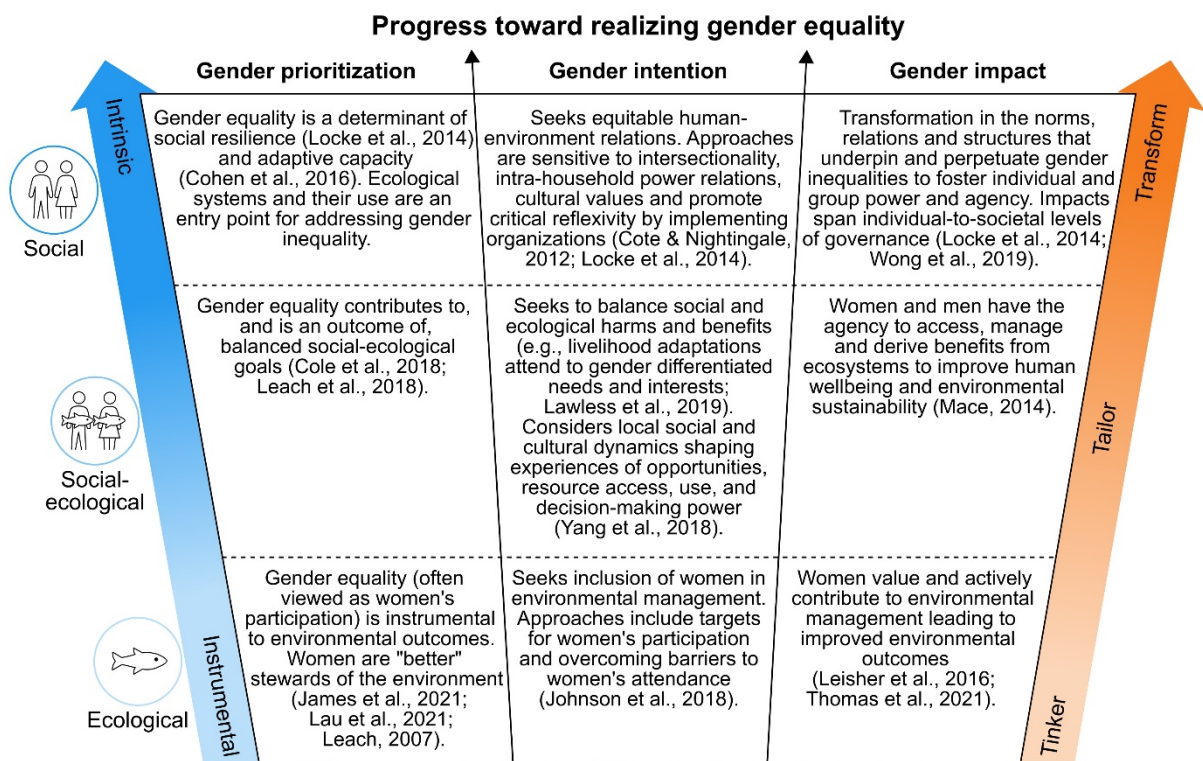 Progress toward realizing gender equality
Gender prioritization
Gender intention
Gender impact
Intrinsic
Instrumental
Social
Social-
ecological
Ecological
Gender equality is a determinant of
social resilience (Locke et al., 2014)
and adaptive capacity
(Cohen et al., 2016). Ecological
systems and their use are an
entry point for addressing gender
inequality.
Seeks equitable human-
environment relations. Approaches
are sensitive to intersectionality,
intra-household power relations,
cultural values and promote
critical reflexivity by implementing
organizations (Cote & Nightingale,
2012; Locke et al., 2014).
Transformation in the norms,
relations and structures that
underpin and perpetuate gender
inequalities to foster individual and
group power and agency. Impacts
span individual-to-societal levels
of governance (Locke et al., 2014;
Wong et al., 2019).
Gender equality contributes to,
and is an outcome of,
balanced social-ecological
goals (Cole et al., 2018;
Leach et al., 2018).
Seeks to balance social and
ecological harms and benefits
(e.g., livelihood adaptations
attend to gender differentiated
needs and interests;
Lawless et al., 2019).
Considers local social and
cultural dynamics shaping
experiences of opportunities,
resource access, use, and
decision-making power
(Yang et al., 2018).
Women and men have the
agency to access, manage
and derive benefits from
ecosystems to improve human
wellbeing and environmental
sustainability (Mace, 2014).
Gender equality (often
viewed as women's
participation) is instrumental
to environmental outcomes.
Women are "better"
stewards of the environment
(James et al., 2021;
Lau et al., 2021;
Leach, 2007).
Seeks inclusion of women in
environmental management.
Approaches include targets
for women's participation
and overcoming barriers to
women's attendance
(Johnson et al., 2018).
Women value and actively
contribute to environmental
management leading to
improved environmental
outcomes
(Leisher et al., 2016;
Thomas et al., 2021).
Transform
Tailor
Tinker